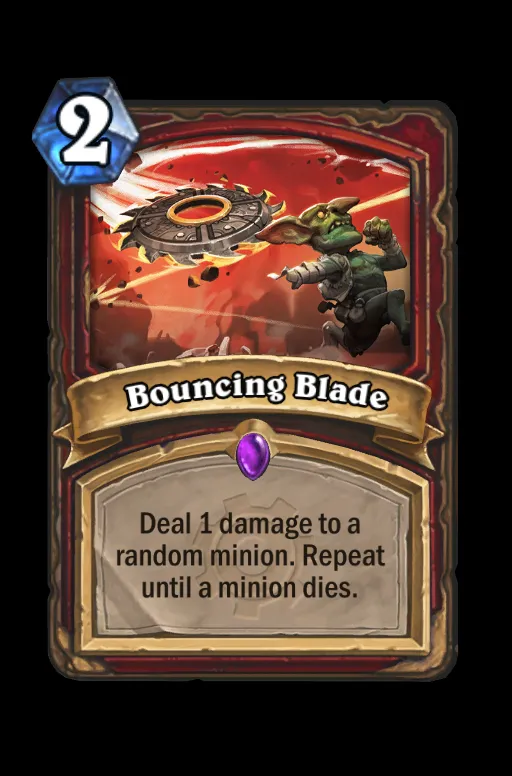 2
Bouncing Blade
Deal 1 damage to a
random minion. Repeat
until a minion dies.